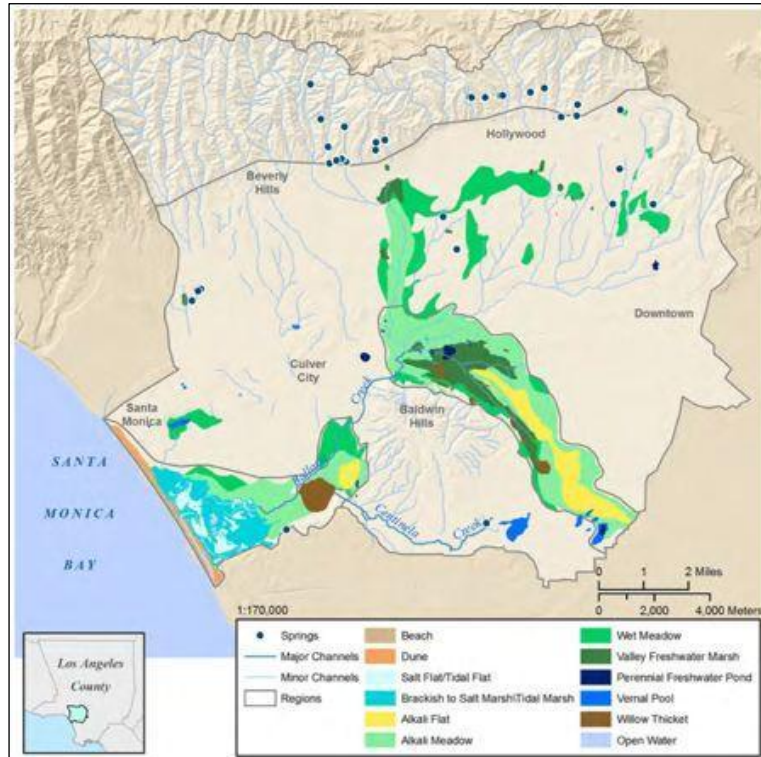 Hollywood
Beverly
Hills
Downtown
Culver
City
Creek
Baldwin
Hills
Santa
Monica
Ballona
SANTA
MONICA
BAY
Centinela
Creek
0 1 2 Miles
0 2,000 4,000 Meters
1:170,000
Los Angeles
County
Springs
Major Channels
Minor Channels
Regions
Beach
Dune
Salt Flat/Tidal Flat
Brackish to Salt Marsh\Tidal Marsh
Alkali Flat
Alkali Meadow
Wet Meadow
Valley Freshwater Marsh
Perennial Freshwater Pond
Vernal Pool
Willow Thicket
Open Water